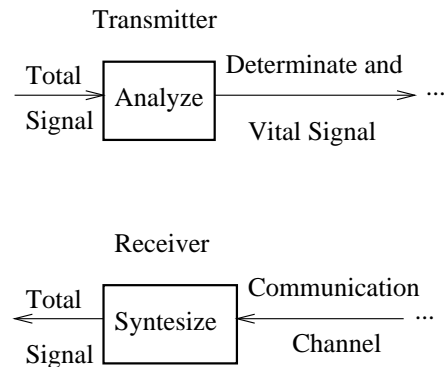 Transmitter
Total
Signal
Analyze
Determinate and
Vital Signal
...
Receiver
Total
Signal
Syntesize
Communication
Channel
...